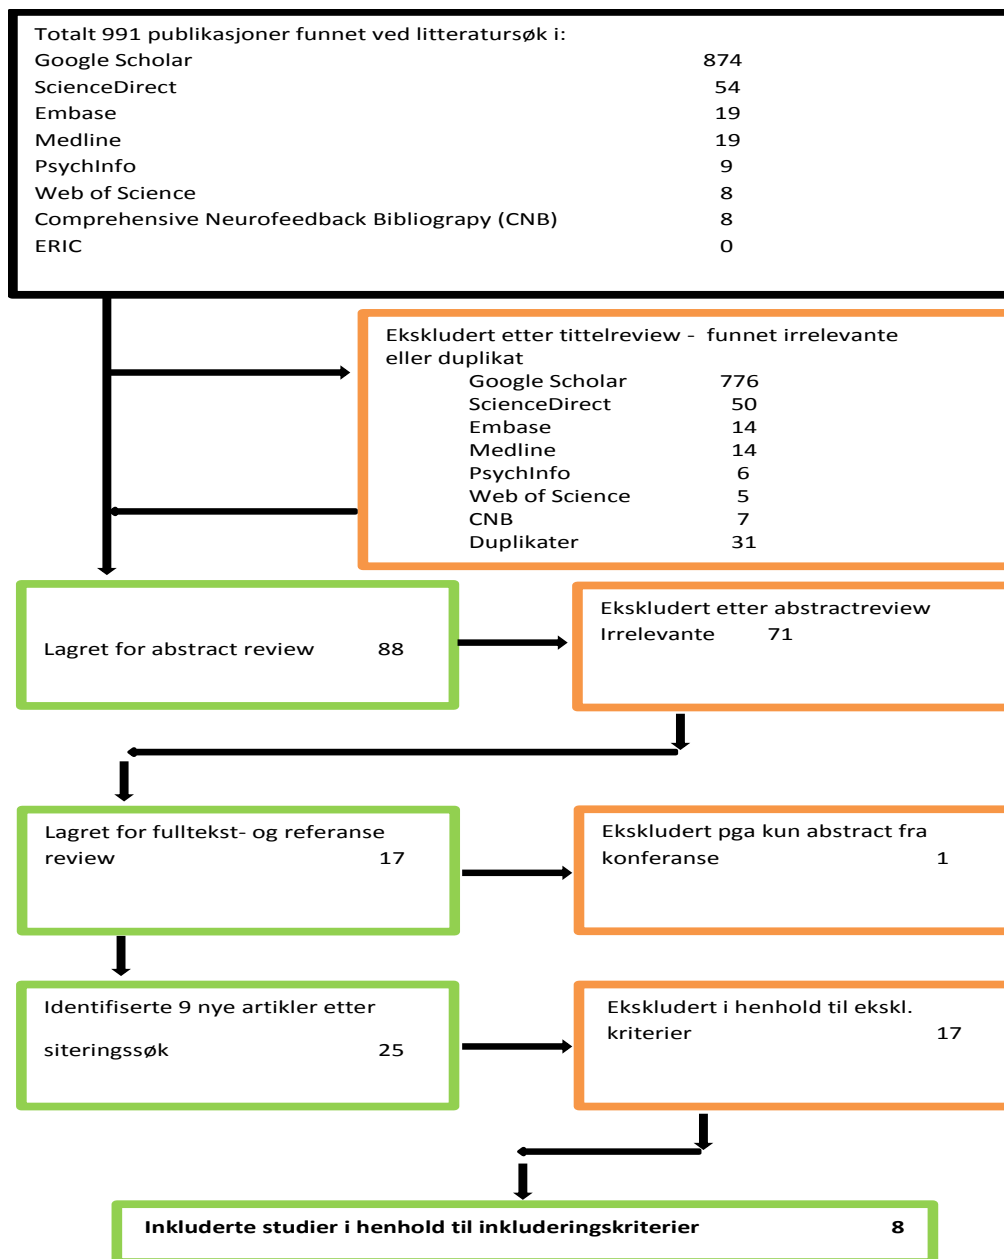 Totalt 991 publikasjoner funnet ved litteratursøk i:
Google Scholar 874
ScienceDirect 54
Embase 19
Medline 19
PsychInfo 9
Web of Science 8
Comprehensive Neurofeedback Bibliograpy (CNB) 8
ERIC 0
Ekskludert etter tittelreview - funnet irrelevante
eller duplikat
Google Scholar 776
ScienceDirect 50
Embase 14
Medline 14
PsychInfo 6
Web of Science 5
CNB 7
Duplikater 31
Lagret for abstract review 88
Ekskludert etter abstractreview
Irrelevante 71
Lagret for fulltekst- og referanse
review 17
Ekskludert pga kun abstract fra
konferanse 1
Identifiserte 9 nye artikler etter
siteringssøk 25
Ekskludert i henhold til ekskl.
kriterier 17
Inkluderte studier i henhold til inkluderingskriterier 8